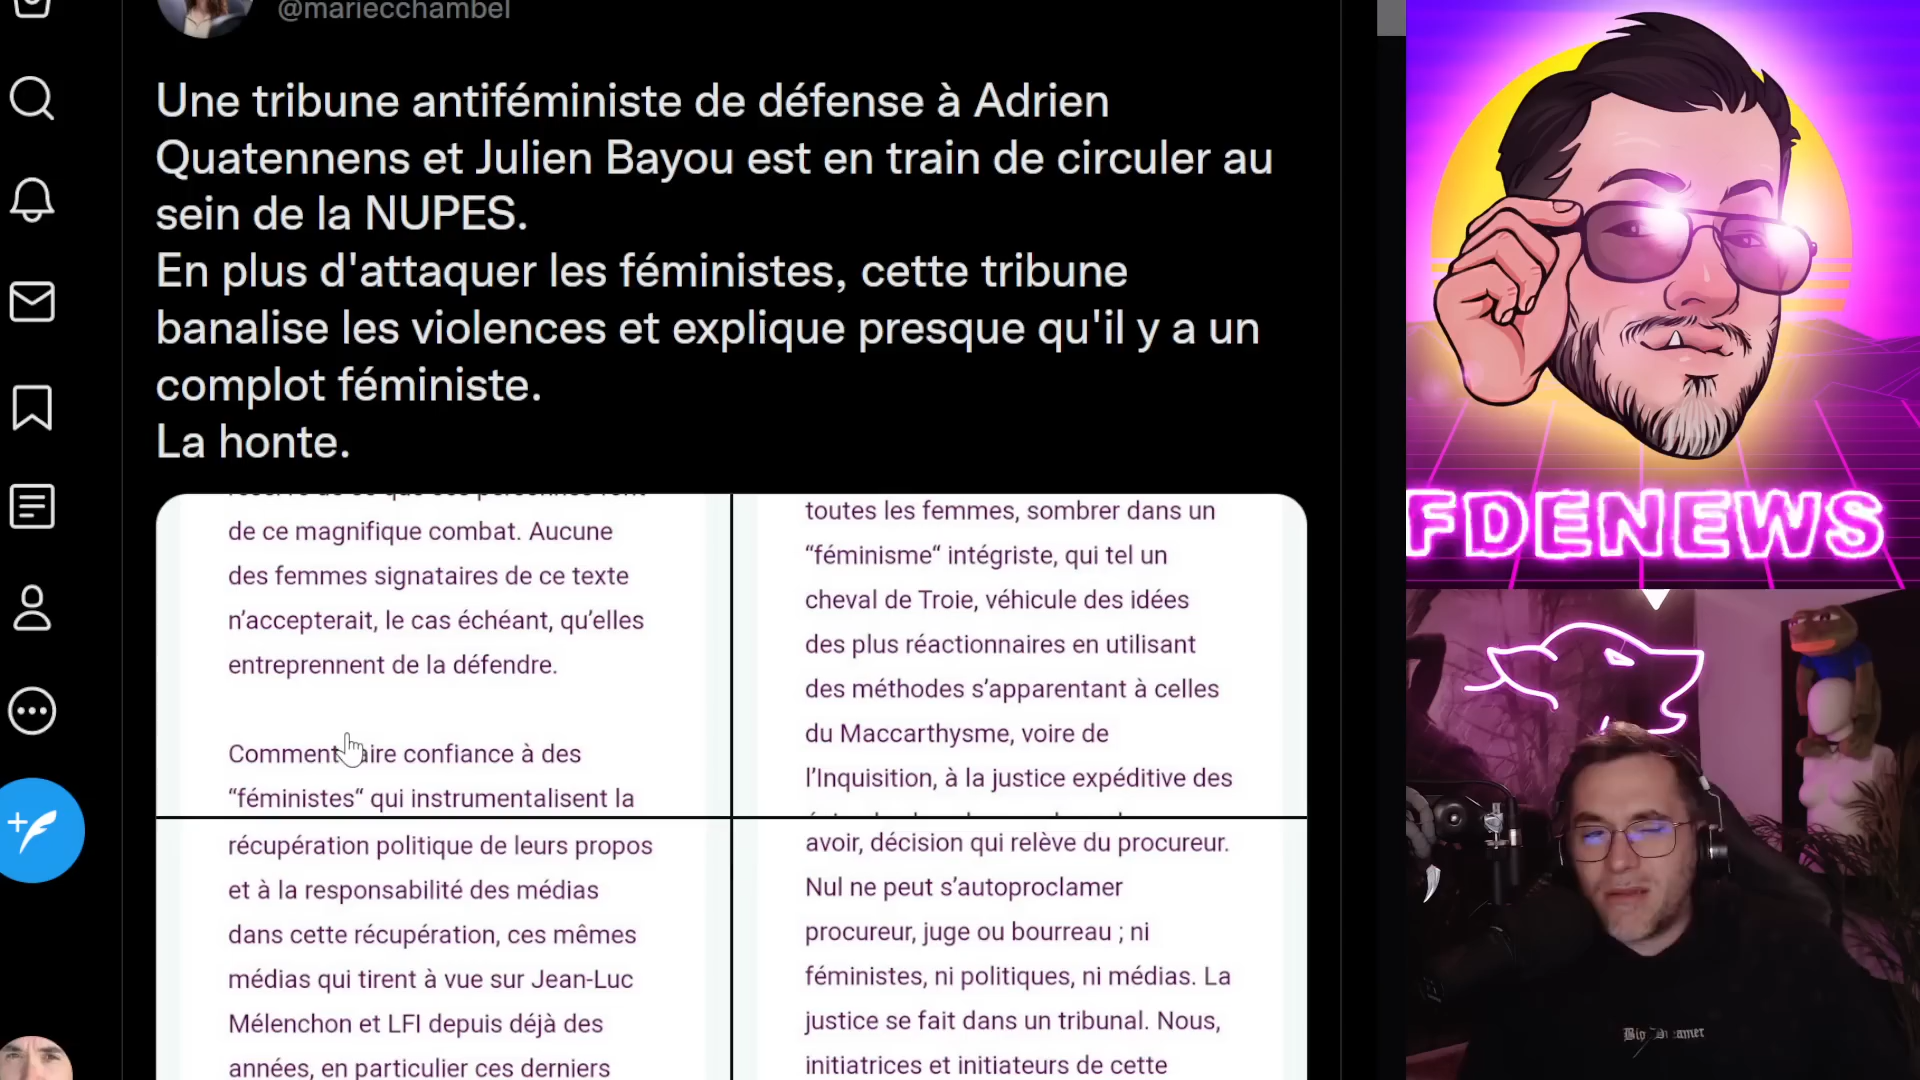 @mariecchambel
Une tribune antiféministe de défense à Adrien
Quatennens et Julien Bayou est en train de circuler au
sein de la NUPES.
En plus d'attaquer les féministes, cette tribune
banalise les violences et explique presque qu'il y a un
complot féministe.
La honte.
de ce magnifique combat. Aucune
des femmes signataires de ce texte
n’accepterait, le cas échéant, qu’elles
entreprennent de la défendre.
Comment aire confiance à des
“féministes“ qui instrumentalisent la
toutes les femmes, sombrer dans un
“féminisme“ intégriste, qui tel un
cheval de Troie, véhicule des idées
des plus réactionnaires en utilisant
des méthodes s’apparentant à celles
du Maccarthysme, voire de
l’Inquisition, à la justice expéditive des
récupération politique de leurs propos
et à la responsabilité des médias
dans cette récupération, ces mêmes
médias qui tirent à vue sur Jean-Luc
Mélenchon et LFI depuis déjà des
années, en particulier ces derniers
avoir, décision qui relève du procureur.
Nul ne peut s’autoproclamer
procureur, juge ou bourreau ; ni
féministes, ni politiques, ni médias. La
justice se fait dans un tribunal. Nous,
initiatrices et initiateurs de cette
FDENEWS